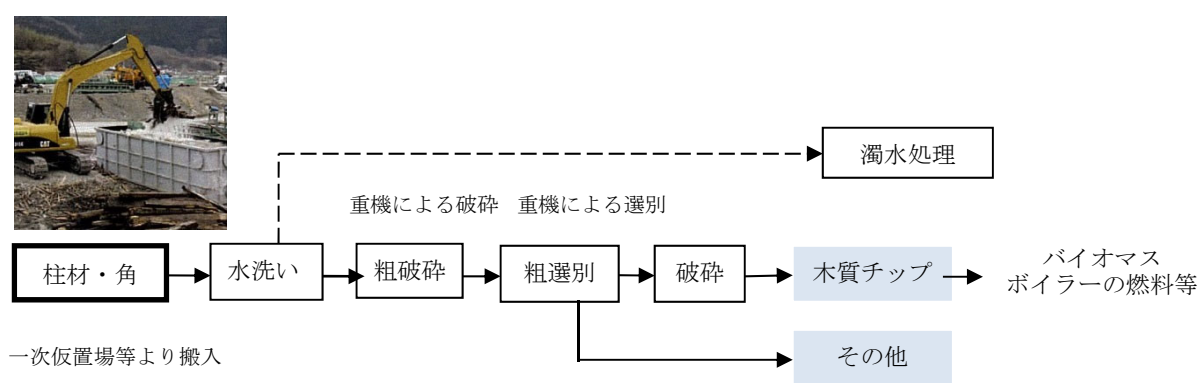 濁水処理
重機による破砕 重機による選別
柱材・角
水洗い
粗破砕
粗選別
破砕
木質チップ
バイオマス
ボイラーの燃料等
一次仮置場等より搬入
その他
CAT